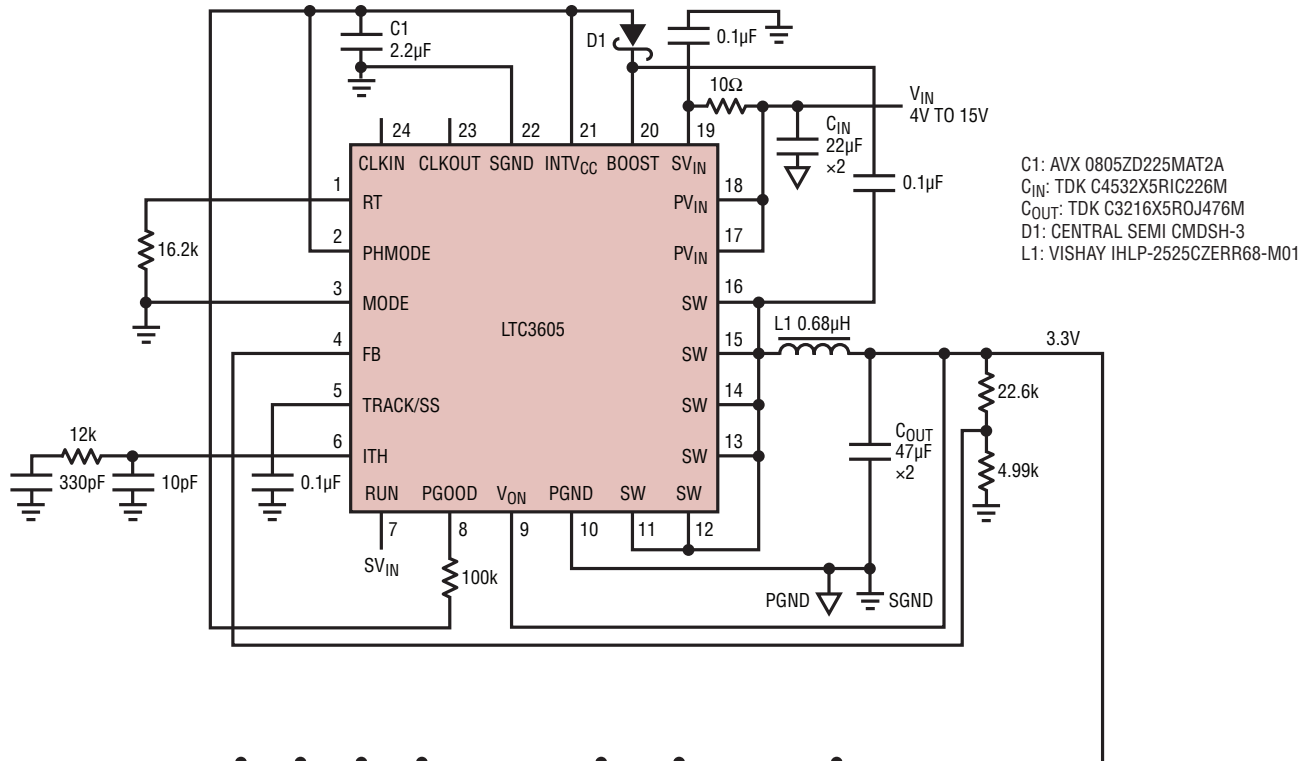 C1
2.2µF
D1
0.1µF
10Ω
VIN
4V TO 15V
CIN
22µF
×2
0.1µF
24
23
22
21
20
19
CLKIN
CLKOUT
SGND
INTVCC
BOOST
SVIN
C1: AVX 0805ZD225MAT2A
CIN: TDK C4532X5RIC226M
COUT: TDK C3216X5ROJ476M
D1: CENTRAL SEMI CMDSH-3
L1: VISHAY IHLP-2525CZERR68-M01
1
RT
18
PVIN
16.2k
2
PHMODE
17
PVIN
3
MODE
16
SW
LTC3605
4
FB
15
SW
L1 0.68µH
3.3V
5
TRACK/SS
14
SW
22.6k
12k
6
ITH
13
SW
COUT
47µF
×2
4.99k
330pF
10pF
0.1µF
RUN
PGOOD
VON
PGND
SW
SW
7
8
9
10
11
12
SVIN
100k
PGND
SGND